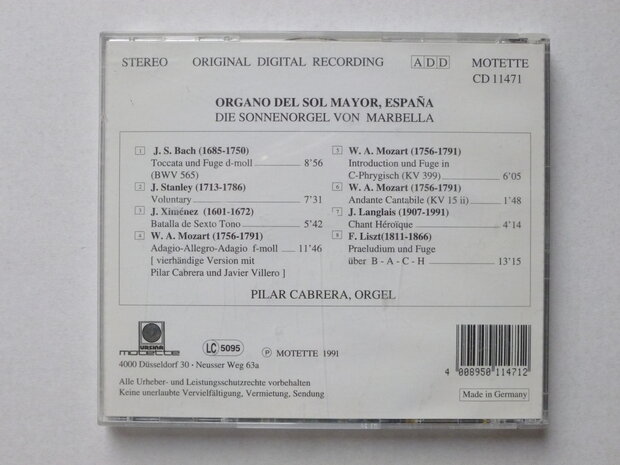 STEREO ORIGINAL DIGITAL RECORDING ADD MOTETTE
CD 11471
ORGANO DEL SOL MAYOR, ESPAÑA
DIE SONNENORGEL VON MARBELLA
1 J. S. Bach (1685-1750)
Toccata und Fuge d-moll 8'56
(BWV 565)
2 J. Stanley (1713-1786)
Voluntary 7'31
3 J. Ximénez (1601-1672)
Batalla de Sexto Tono 5'42
4 W. A. Mozart (1756-1791)
Adagio-Allegro-Adagio f-moll 11'46
[ vierhändige Version mit
Pilar Cabrera und Javier Villero ]
5 W. A. Mozart (1756-1791)
Introduction und Fuge in
C-Phrygisch (KV 399) 6'05
6 W. A. Mozart (1756-1791)
Andante Cantabile (KV 15 ii) 1'48
7 J. Langlais (1907-1991)
Chant Héroïque 4'14
8 F. Liszt(1811-1866)
Praeludium und Fuge
über B - A - C - H 13'15
PILAR CABRERA, ORGEL
URSINA
motette
LC 5095
P MOTETTE 1991
4000 Düsseldorf 30 · Neusser Weg 63a
Alle Urheber- und Leistungsschutzrechte vorbehalten
Keine unerlaubte Vervielfältigung, Vermietung, Sendung
4 008950 114712
Made in Germany